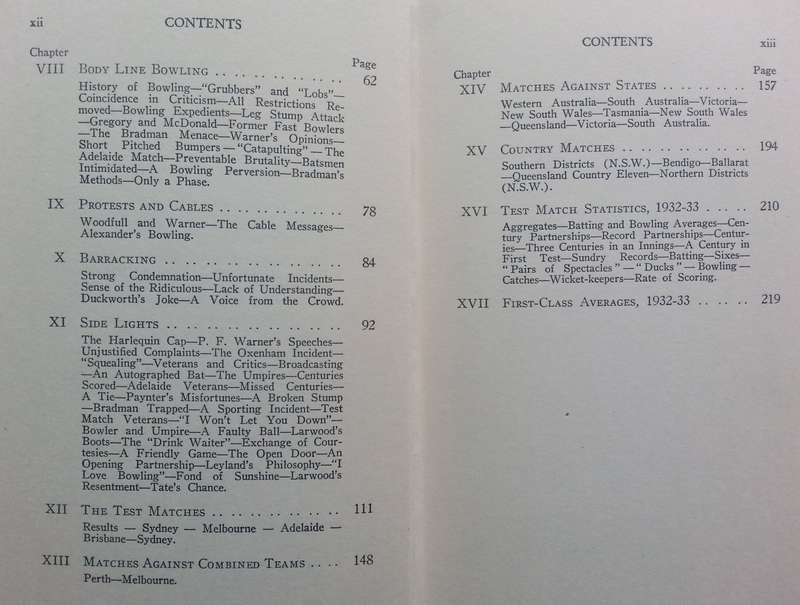 xii
CONTENTS
Chapter
Page
VIII BODY LINE BOWLING . . . . . . . . . . . . 62
History of Bowling—“Grubbers” and “Lobs”—
Coincidence in Criticism—All Restrictions Re-
moved—Bowling Expedients—Leg Stump Attack
—Gregory and McDonald—Former Fast Bowlers
—The Bradman Menace—Warner's Opinions—
Short Pitched Bumpers—“Catapulting”—The
Adelaide Match—Preventable Brutality—Batsmen
Intimidated—A Bowling Perversion—Bradman's
Methods—Only a Phase.
IX PROTESTS AND CABLES . . . . . . . . . . . . 78
Woodfull and Warner—The Cable Messages—
Alexander's Bowling.
X BARRACKING . . . . . . . . . . . . . . . . 84
Strong Condemnation—Unfortunate Incidents—
Sense of the Ridiculous—Lack of Understanding—
Duckworth's Joke—A Voice from the Crowd.
XI SIDE LIGHTS . . . . . . . . . . . . . . . . 92
The Harlequin Cap—P. F. Warner's Speeches—
Unjustified Complaints—The Oxenham Incident—
“Squealing”—Veterans and Critics—Broadcasting
—An Autographed Bat—The Umpires—Centuries
Scored—Adelaide Veterans—Missed Centuries—
A Tie—Paynter's Misfortunes—A Broken Stump
—Bradman Trapped—A Sporting Incident—Test
Match Veterans—“I Won't Let You Down”—
Bowler and Umpire—A Faulty Ball—Larwood's
Boots—The “Drink Waiter”—Exchange of Cour-
tesies—A Friendly Game—The Open Door—An
Opening Partnership—Leyland's Philosophy—“I
Love Bowling”—Fond of Sunshine—Larwood's
Resentment—Tate's Chance.
XII THE TEST MATCHES . . . . . . . . . . . . 111
Results — Sydney — Melbourne — Adelaide —
Brisbane—Sydney.
XIII MATCHES AGAINST COMBINED TEAMS . . . . 148
Perth—Melbourne.
CONTENTS
xiii
Chapter
Page
XIV MATCHES AGAINST STATES . . . . . . . . 157
Western Australia—South Australia—Victoria—
New South Wales—Tasmania—New South Wales
—Queensland—Victoria—South Australia.
XV COUNTRY MATCHES . . . . . . . . . . . . 194
Southern Districts (N.S.W.)—Bendigo—Ballarat
—Queensland Country Eleven—Northern Districts
(N.S.W.).
XVI TEST MATCH STATISTICS, 1932-33 . . . . . 210
Aggregates—Batting and Bowling Averages—Cen-
tury Partnerships—Record Partnerships—Centur-
ies—Three Centuries in an Innings—A Century in
First Test—Sundry Records—Batting—Sixes—
“Pairs of Spectacles”—“Ducks”—Bowling—
Catches—Wicket-keepers—Rate of Scoring.
XVII FIRST-CLASS AVERAGES, 1932-33 . . . . . . 219